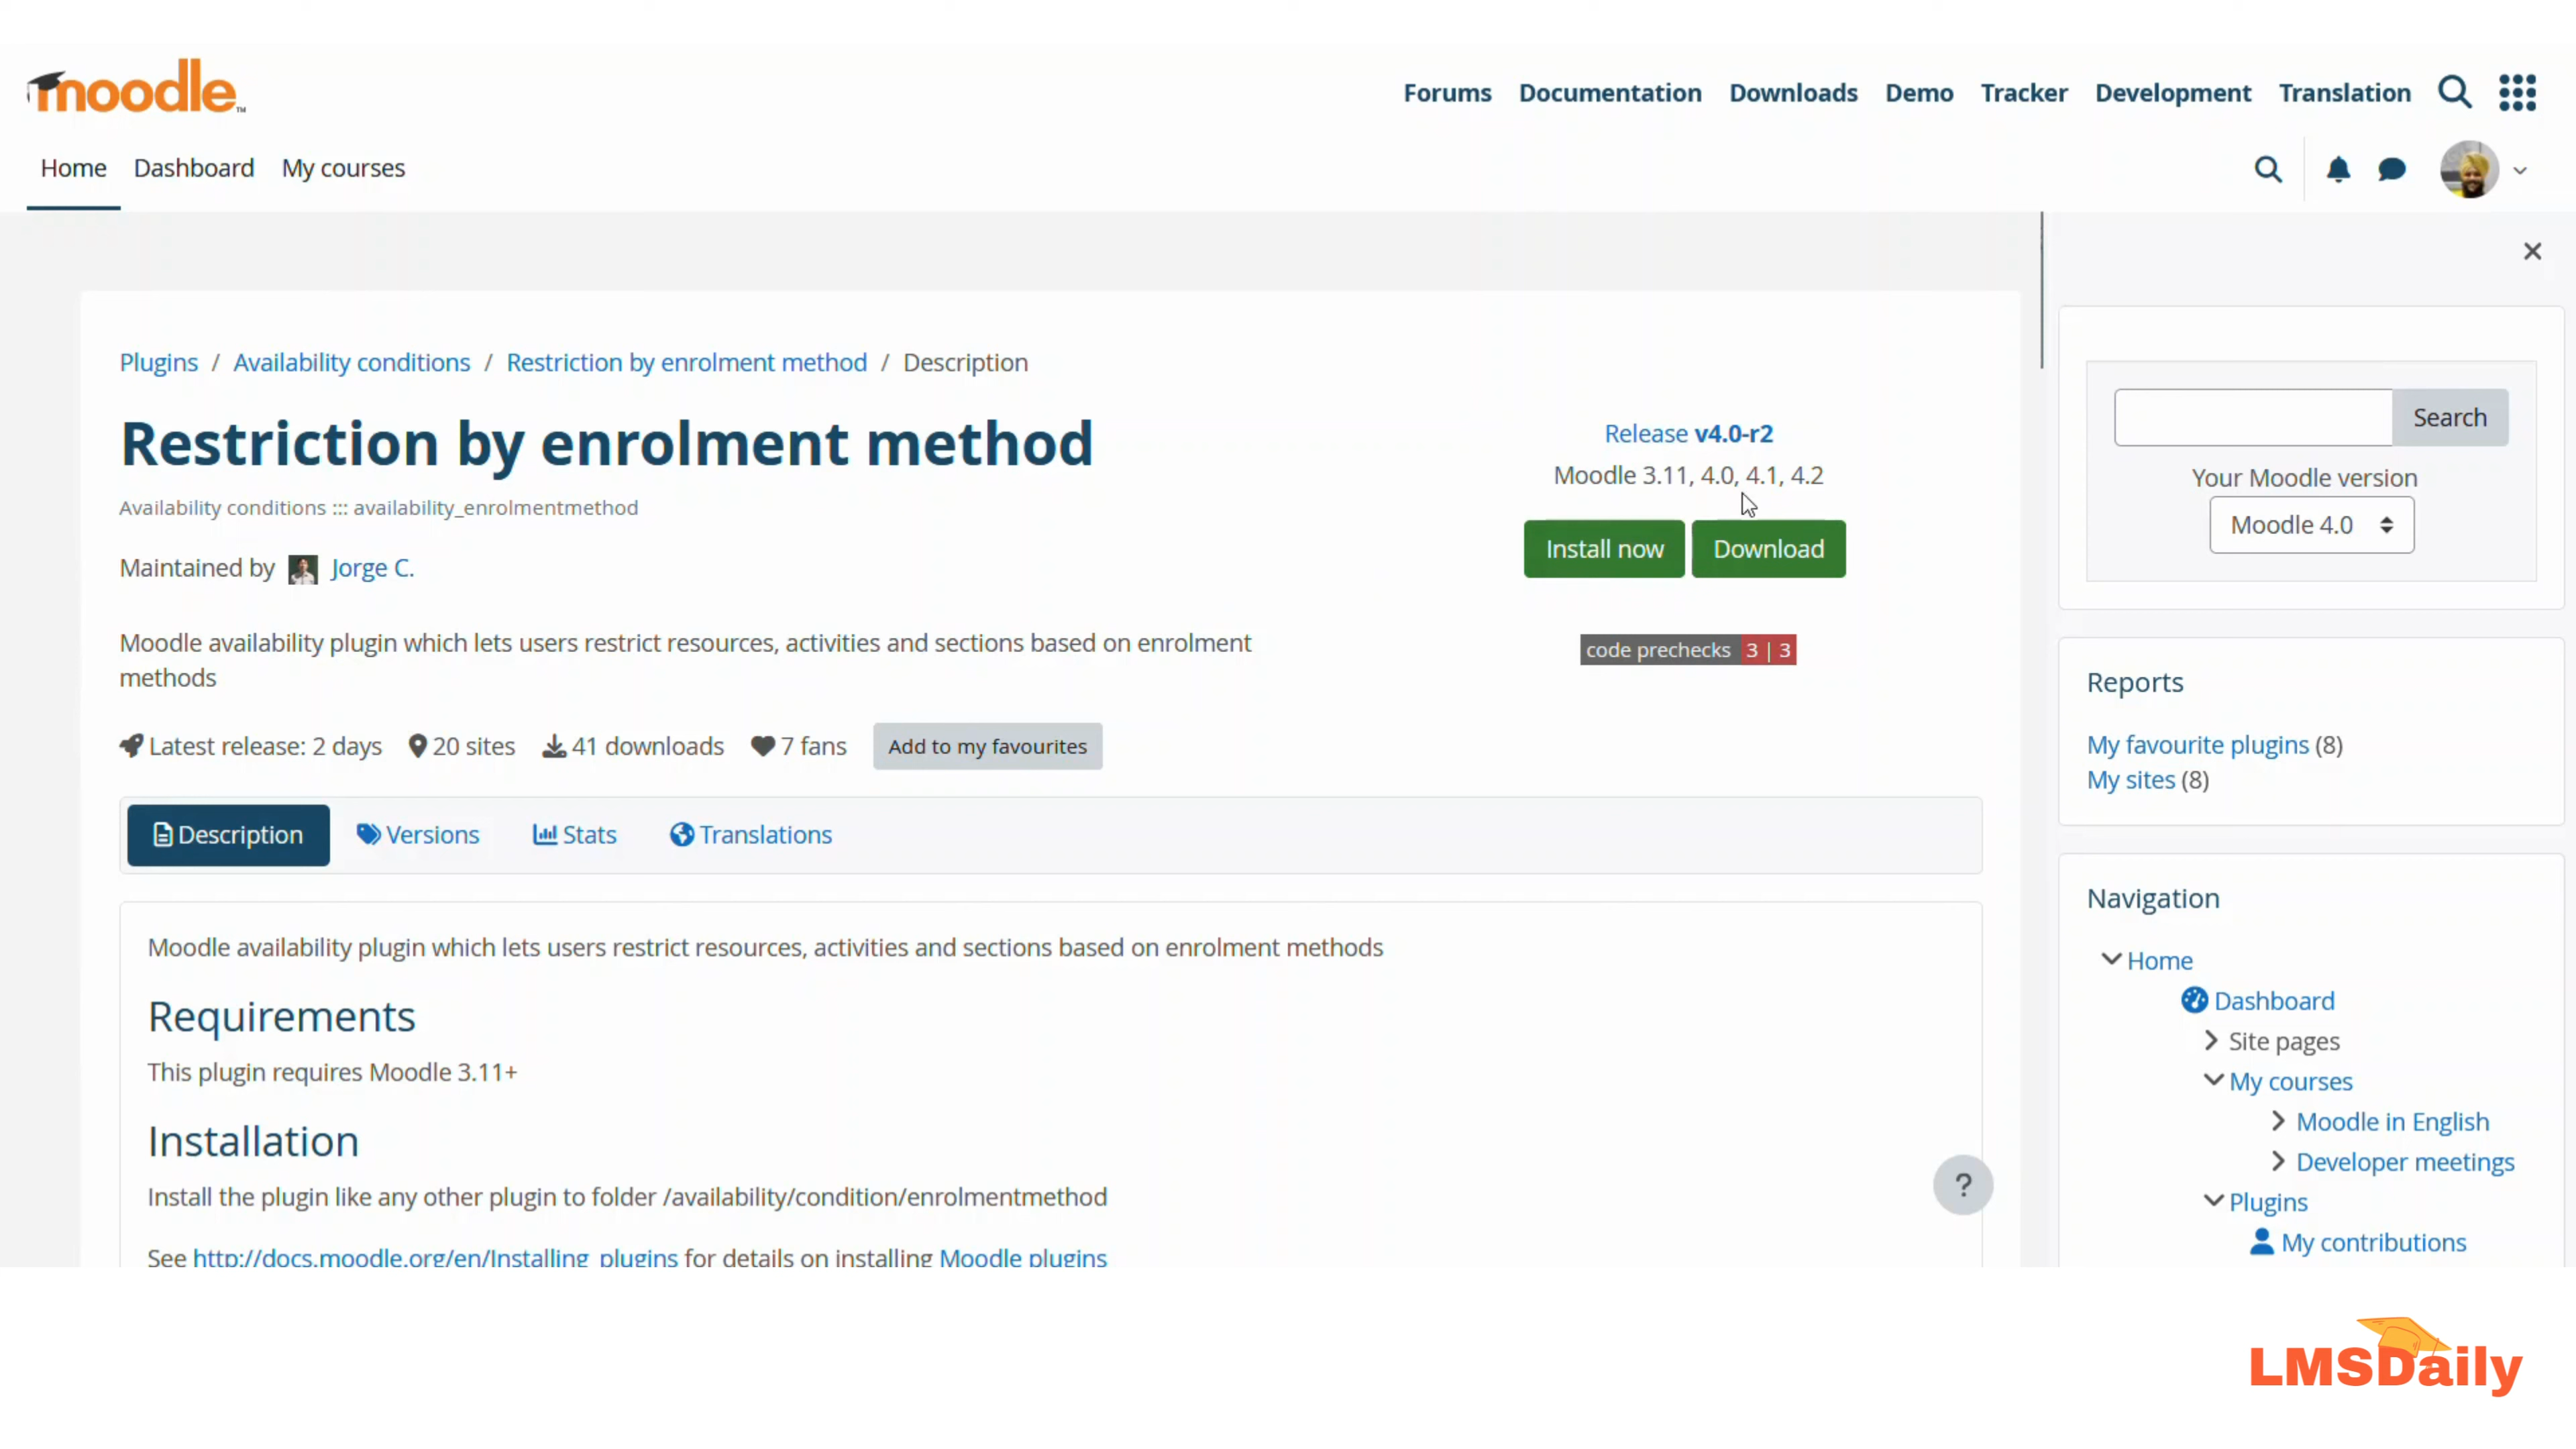 moodle
TM
Forums Documentation Downloads Demo Tracker Development Translation
Home Dashboard My courses
Plugins / Availability conditions / Restriction by enrolment method / Description
Restriction by enrolment method
Availability conditions ::: availability_enrolmentmethod
Maintained by Jorge C.
Moodle availability plugin which lets users restrict resources, activities and sections based on enrolment
methods
Latest release: 2 days 20 sites 41 downloads 7 fans Add to my favourites
Release v4.0-r2
Moodle 3.11, 4.0, 4.1, 4.2
Install now Download
code prechecks 3 | 3
Description Versions Stats Translations
Moodle availability plugin which lets users restrict resources, activities and sections based on enrolment methods
Requirements
This plugin requires Moodle 3.11+
Installation
Install the plugin like any other plugin to folder /availability/condition/enrolmentmethod
See http://docs.moodle.org/en/Installing_plugins for details on installing Moodle plugins
?
Search
Your Moodle version
Moodle 4.0
Reports
My favourite plugins (8)
My sites (8)
Navigation
Home
Dashboard
Site pages
My courses
Moodle in English
Developer meetings
Plugins
My contributions
LMSDaily